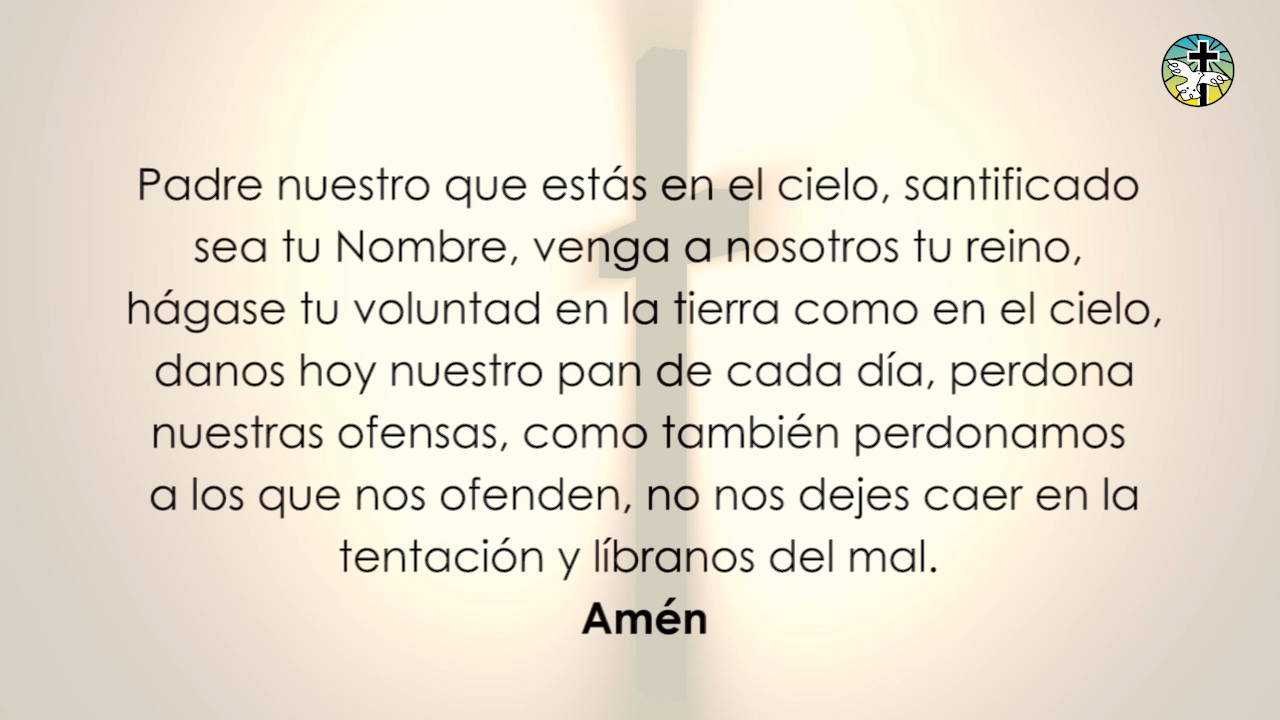 Padre nuestro que estás en el cielo, santificado
sea tu Nombre, venga a nosotros tu reino,
hágase tu voluntad en la tierra como en el cielo,
danos hoy nuestro pan de cada día, perdona
nuestras ofensas, como también perdonamos
a los que nos ofenden, no nos dejes caer en la
tentación y líbranos del mal.
Amén